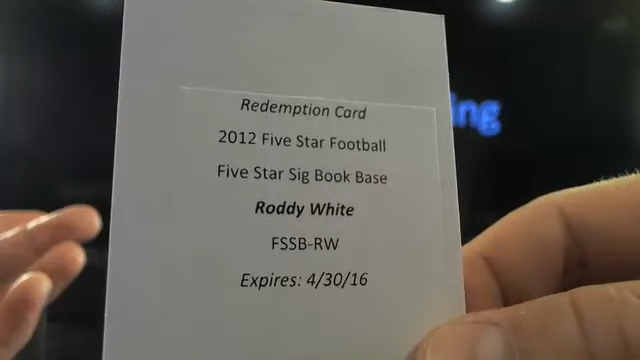 Redemption Card
2012 Five Star Football
Five Star Sig Book Base
Roddy White
FSSB-RW
Expires: 4/30/16